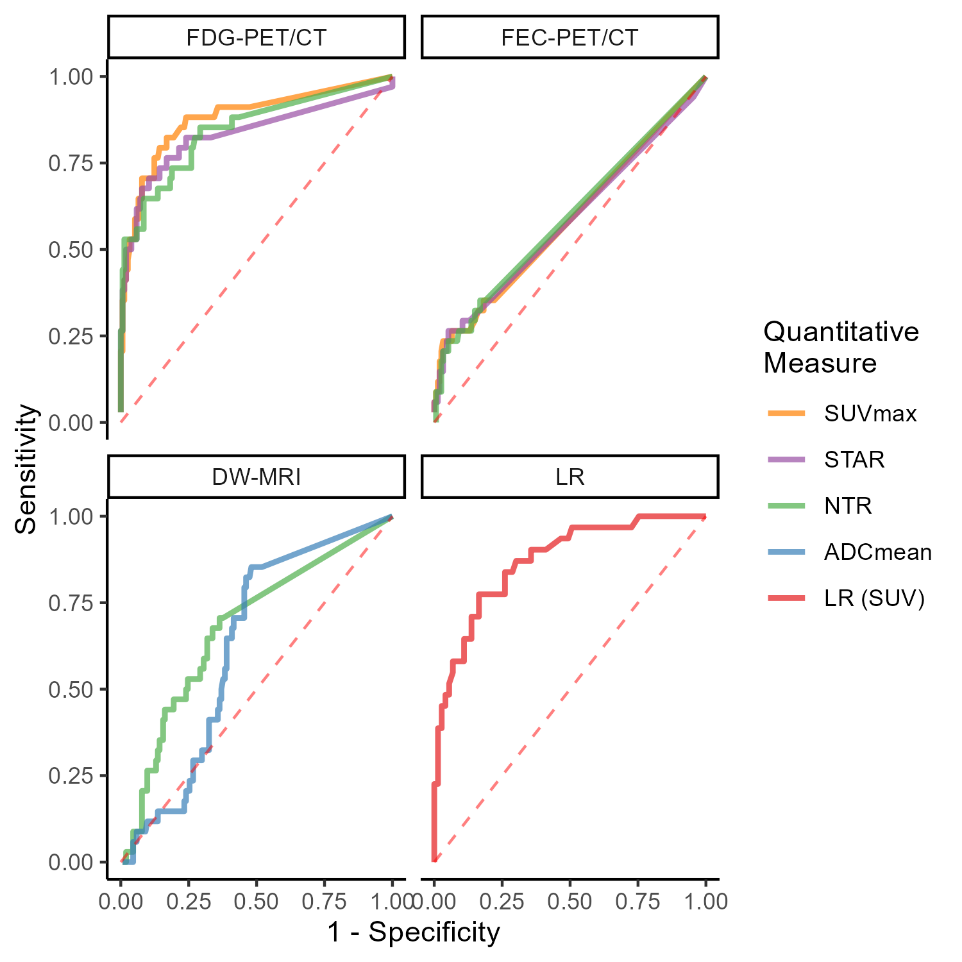 FDG-PET/CT
FEC-PET/CT
1.00
0.75
0.50
0.25
0.00
DW-MRI
LR
1.00
0.75
0.50
0.25
0.00
0.00 0.25 0.50 0.75 1.00
0.00 0.25 0.50 0.75 1.00
1 - Specificity
Sensitivity
Quantitative
Measure
SUVmax
STAR
NTR
ADCmean
LR (SUV)